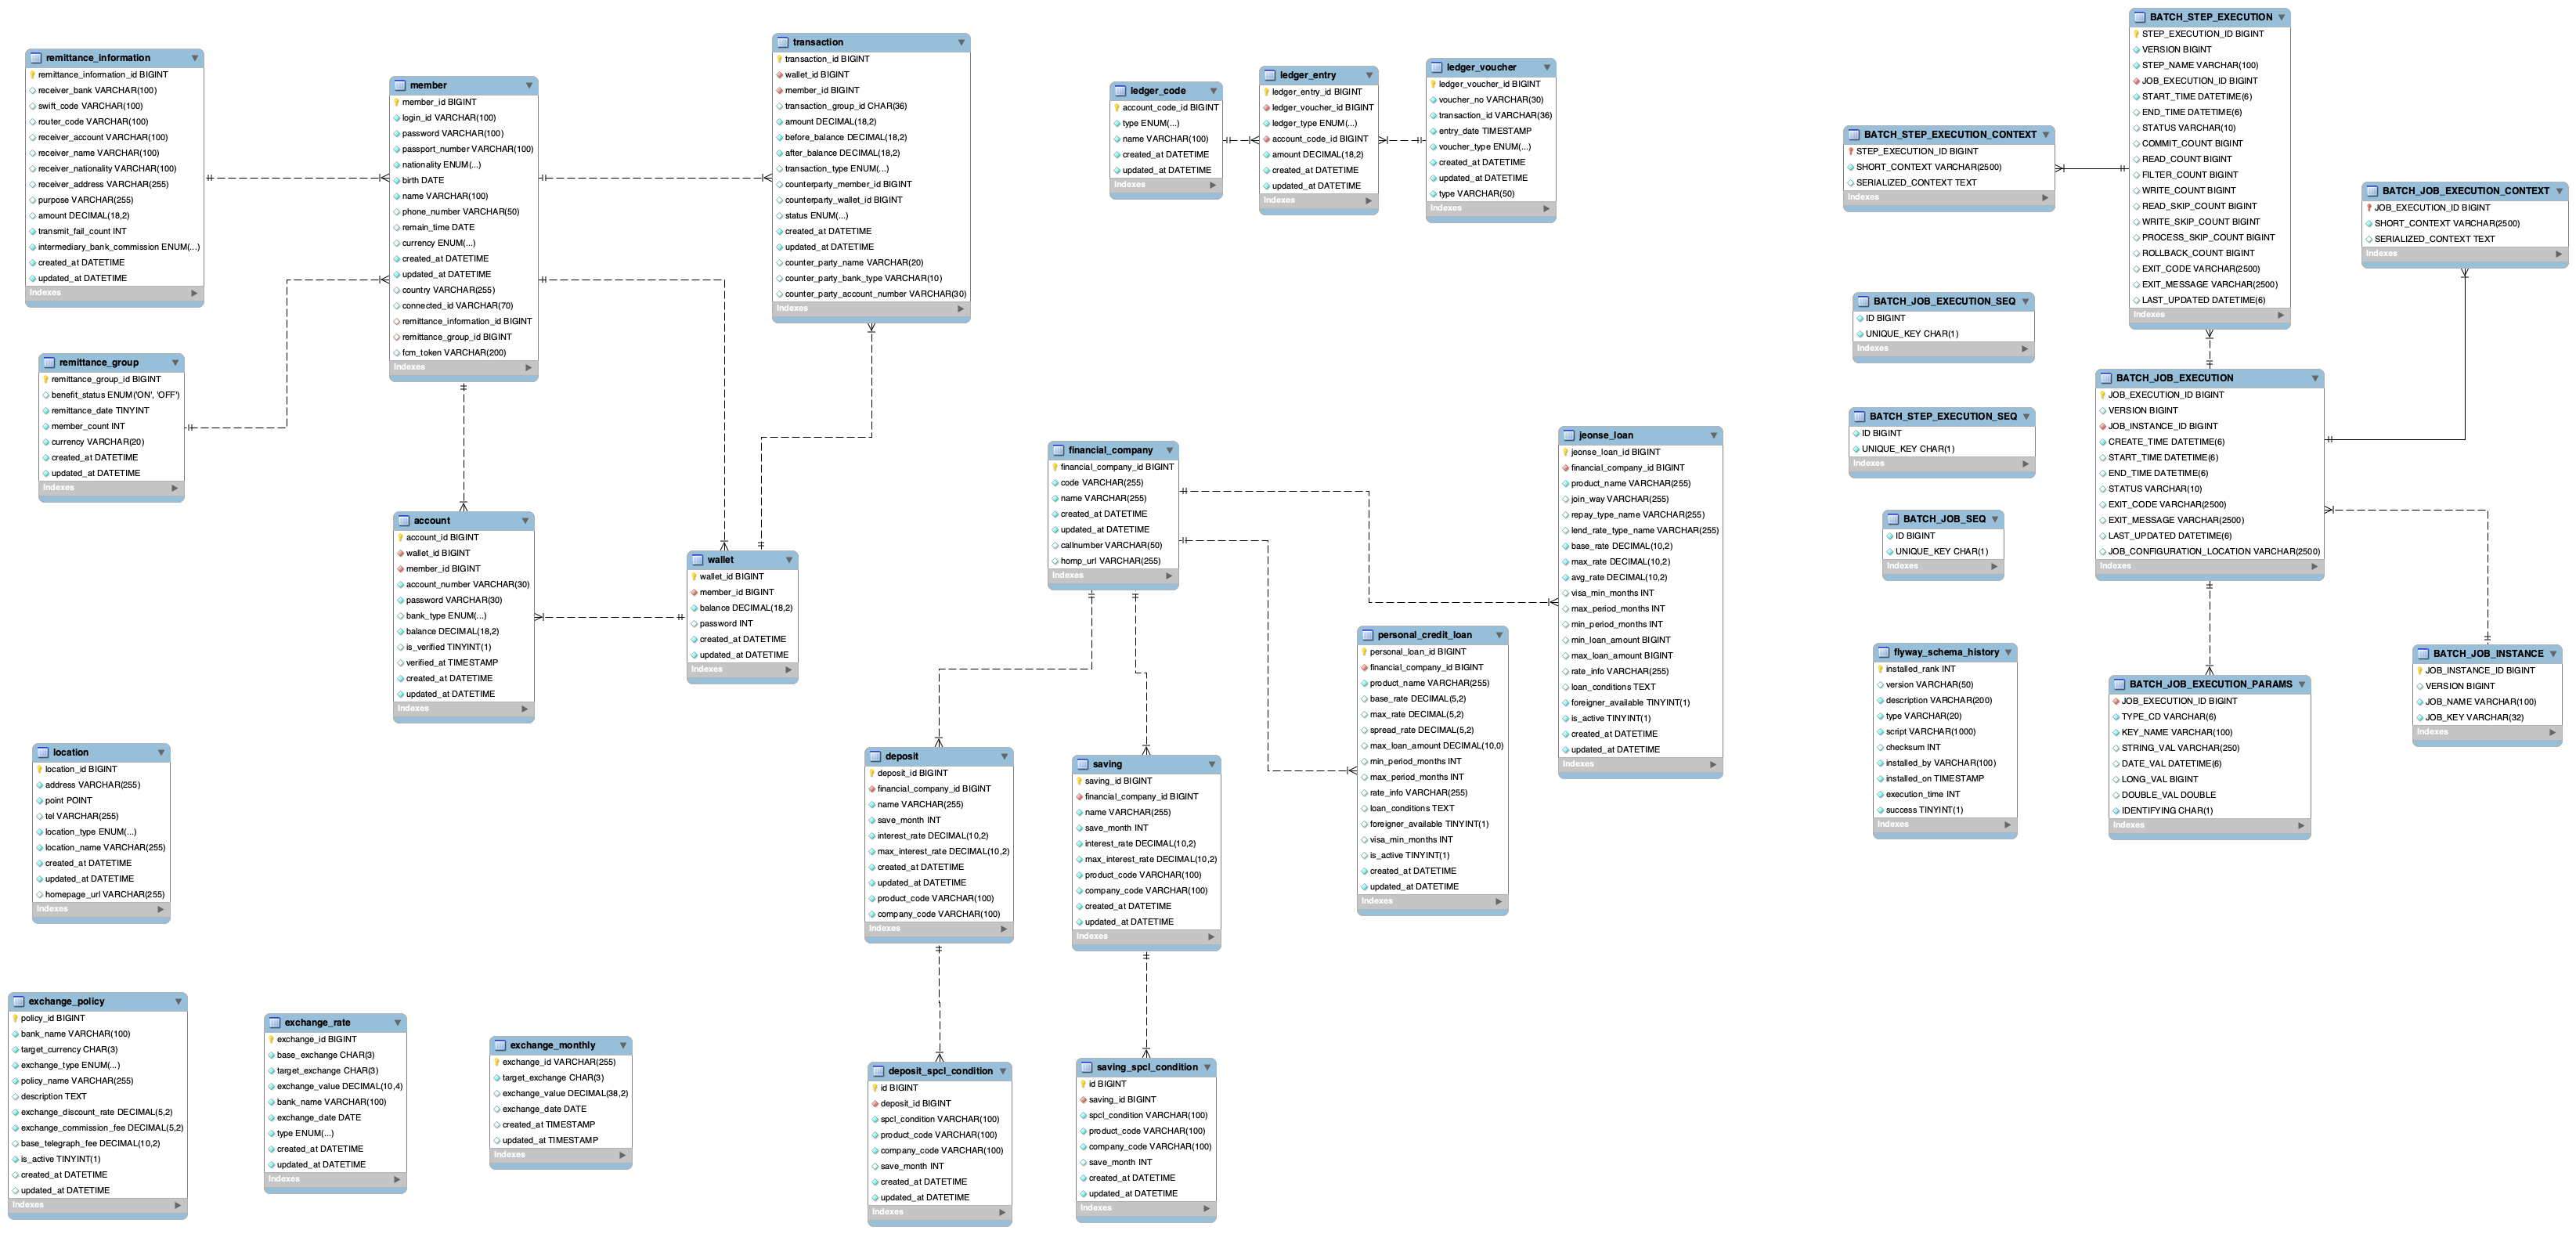 remittance_information
remittance_information_id BIGINT
receiver_bank VARCHAR(100)
swift_code VARCHAR(100)
router_code VARCHAR(100)
receiver_account VARCHAR(100)
receiver_name VARCHAR(100)
receiver_nationality VARCHAR(100)
receiver_address VARCHAR(255)
purpose VARCHAR(255)
amount DECIMAL(18,2)
transmit_fail_count INT
intermediary_bank_commission ENUM(...)
created_at DATETIME
updated_at DATETIME
Indexes
remittance_group
remittance_group_id BIGINT
benefit_status ENUM('ON', 'OFF')
remittance_date TINYINT
member_count INT
currency VARCHAR(20)
created_at DATETIME
updated_at DATETIME
Indexes
member
member_id BIGINT
login_id VARCHAR(100)
password VARCHAR(100)
passport_number VARCHAR(100)
nationality ENUM(...)
birth DATE
name VARCHAR(100)
phone_number VARCHAR(50)
remain_time DATE
currency ENUM(...)
created_at DATETIME
updated_at DATETIME
country VARCHAR(255)
connected_id VARCHAR(70)
remittance_information_id BIGINT
remittance_group_id BIGINT
fcm_token VARCHAR(200)
Indexes
transaction
transaction_id BIGINT
wallet_id BIGINT
member_id BIGINT
transaction_group_id CHAR(36)
amount DECIMAL(18,2)
before_balance DECIMAL(18,2)
after_balance DECIMAL(18,2)
transaction_type ENUM(...)
counterparty_member_id BIGINT
counterparty_wallet_id BIGINT
status ENUM(...)
created_at DATETIME
updated_at DATETIME
counter_party_name VARCHAR(20)
counter_party_bank_type VARCHAR(10)
counter_party_account_number VARCHAR(30)
Indexes
account
account_id BIGINT
wallet_id BIGINT
member_id BIGINT
account_number VARCHAR(30)
password VARCHAR(30)
bank_type ENUM(...)
balance DECIMAL(18,2)
is_verified TINYINT(1)
verified_at TIMESTAMP
created_at DATETIME
updated_at DATETIME
Indexes
wallet
wallet_id BIGINT
member_id BIGINT
balance DECIMAL(18,2)
password INT
created_at DATETIME
updated_at DATETIME
Indexes
location
location_id BIGINT
address VARCHAR(255)
point POINT
tel VARCHAR(255)
location_type ENUM(...)
location_name VARCHAR(255)
created_at DATETIME
updated_at DATETIME
homepage_url VARCHAR(255)
Indexes
exchange_policy
policy_id BIGINT
bank_name VARCHAR(100)
target_currency CHAR(3)
exchange_type ENUM(...)
policy_name VARCHAR(255)
description TEXT
exchange_discount_rate DECIMAL(5,2)
exchange_commission_fee DECIMAL(5,2)
base_telegraph_fee DECIMAL(10,2)
is_active TINYINT(1)
created_at DATETIME
updated_at DATETIME
Indexes
exchange_rate
exchange_id BIGINT
base_exchange CHAR(3)
target_exchange CHAR(3)
exchange_value DECIMAL(10,4)
bank_name VARCHAR(100)
exchange_date DATE
type ENUM(...)
created_at DATETIME
updated_at DATETIME
Indexes
exchange_monthly
exchange_id VARCHAR(255)
target_exchange CHAR(3)
exchange_value DECIMAL(38,2)
exchange_date DATE
created_at TIMESTAMP
updated_at TIMESTAMP
Indexes
ledger_code
account_code_id BIGINT
type ENUM(...)
name VARCHAR(100)
created_at DATETIME
updated_at DATETIME
Indexes
ledger_entry
ledger_entry_id BIGINT
ledger_voucher_id BIGINT
ledger_type ENUM(...)
account_code_id BIGINT
amount DECIMAL(18,2)
created_at DATETIME
updated_at DATETIME
Indexes
ledger_voucher
ledger_voucher_id BIGINT
voucher_no VARCHAR(30)
transaction_id VARCHAR(36)
entry_date TIMESTAMP
voucher_type ENUM(...)
created_at DATETIME
updated_at DATETIME
type VARCHAR(50)
Indexes
financial_company
financial_company_id BIGINT
code VARCHAR(255)
name VARCHAR(255)
created_at DATETIME
updated_at DATETIME
callnumber VARCHAR(50)
homp_url VARCHAR(255)
Indexes
jeonse_loan
jeonse_loan_id BIGINT
financial_company_id BIGINT
product_name VARCHAR(255)
join_way VARCHAR(255)
repay_type_name VARCHAR(255)
lend_rate_type_name VARCHAR(255)
base_rate DECIMAL(10,2)
max_rate DECIMAL(10,2)
avg_rate DECIMAL(10,2)
visa_min_months INT
max_period_months INT
min_period_months INT
min_loan_amount BIGINT
max_loan_amount BIGINT
rate_info VARCHAR(255)
loan_conditions TEXT
foreigner_available TINYINT(1)
is_active TINYINT(1)
created_at DATETIME
updated_at DATETIME
Indexes
personal_credit_loan
personal_loan_id BIGINT
financial_company_id BIGINT
product_name VARCHAR(255)
base_rate DECIMAL(5,2)
max_rate DECIMAL(5,2)
spread_rate DECIMAL(5,2)
max_loan_amount DECIMAL(10,0)
min_period_months INT
max_period_months INT
rate_info VARCHAR(255)
loan_conditions TEXT
foreigner_available TINYINT(1)
visa_min_months INT
is_active TINYINT(1)
created_at DATETIME
updated_at DATETIME
Indexes
deposit
deposit_id BIGINT
financial_company_id BIGINT
name VARCHAR(255)
save_month INT
interest_rate DECIMAL(10,2)
max_interest_rate DECIMAL(10,2)
created_at DATETIME
updated_at DATETIME
product_code VARCHAR(100)
company_code VARCHAR(100)
Indexes
saving
saving_id BIGINT
financial_company_id BIGINT
name VARCHAR(255)
save_month INT
interest_rate DECIMAL(10,2)
max_interest_rate DECIMAL(10,2)
product_code VARCHAR(100)
company_code VARCHAR(100)
created_at DATETIME
updated_at DATETIME
Indexes
deposit_spcl_condition
id BIGINT
deposit_id BIGINT
spcl_condition VARCHAR(100)
product_code VARCHAR(100)
company_code VARCHAR(100)
save_month INT
created_at DATETIME
updated_at DATETIME
Indexes
saving_spcl_condition
id BIGINT
saving_id BIGINT
spcl_condition VARCHAR(100)
product_code VARCHAR(100)
company_code VARCHAR(100)
save_month INT
created_at DATETIME
updated_at DATETIME
Indexes
BATCH_STEP_EXECUTION
STEP_EXECUTION_ID BIGINT
VERSION BIGINT
STEP_NAME VARCHAR(100)
JOB_EXECUTION_ID BIGINT
START_TIME DATETIME(6)
END_TIME DATETIME(6)
STATUS VARCHAR(10)
COMMIT_COUNT BIGINT
READ_COUNT BIGINT
FILTER_COUNT BIGINT
WRITE_COUNT BIGINT
READ_SKIP_COUNT BIGINT
WRITE_SKIP_COUNT BIGINT
PROCESS_SKIP_COUNT BIGINT
ROLLBACK_COUNT BIGINT
EXIT_CODE VARCHAR(2500)
EXIT_MESSAGE VARCHAR(2500)
LAST_UPDATED DATETIME(6)
Indexes
BATCH_STEP_EXECUTION_CONTEXT
STEP_EXECUTION_ID BIGINT
SHORT_CONTEXT VARCHAR(2500)
SERIALIZED_CONTEXT TEXT
Indexes
BATCH_JOB_EXECUTION_CONTEXT
JOB_EXECUTION_ID BIGINT
SHORT_CONTEXT VARCHAR(2500)
SERIALIZED_CONTEXT TEXT
Indexes
BATCH_JOB_EXECUTION_SEQ
ID BIGINT
UNIQUE_KEY CHAR(1)
Indexes
BATCH_STEP_EXECUTION_SEQ
ID BIGINT
UNIQUE_KEY CHAR(1)
Indexes
BATCH_JOB_SEQ
ID BIGINT
UNIQUE_KEY CHAR(1)
Indexes
BATCH_JOB_EXECUTION
JOB_EXECUTION_ID BIGINT
VERSION BIGINT
JOB_INSTANCE_ID BIGINT
CREATE_TIME DATETIME(6)
START_TIME DATETIME(6)
END_TIME DATETIME(6)
STATUS VARCHAR(10)
EXIT_CODE VARCHAR(2500)
EXIT_MESSAGE VARCHAR(2500)
LAST_UPDATED DATETIME(6)
JOB_CONFIGURATION_LOCATION VARCHAR(2500)
Indexes
flyway_schema_history
installed_rank INT
version VARCHAR(50)
description VARCHAR(200)
type VARCHAR(20)
script VARCHAR(1000)
checksum INT
installed_by VARCHAR(100)
installed_on TIMESTAMP
execution_time INT
success TINYINT(1)
Indexes
BATCH_JOB_EXECUTION_PARAMS
JOB_EXECUTION_ID BIGINT
TYPE_CD VARCHAR(6)
KEY_NAME VARCHAR(100)
STRING_VAL VARCHAR(250)
DATE_VAL DATETIME(6)
LONG_VAL BIGINT
DOUBLE_VAL DOUBLE
IDENTIFYING CHAR(1)
Indexes
BATCH_JOB_INSTANCE
JOB_INSTANCE_ID BIGINT
VERSION BIGINT
JOB_NAME VARCHAR(100)
JOB_KEY VARCHAR(32)
Indexes